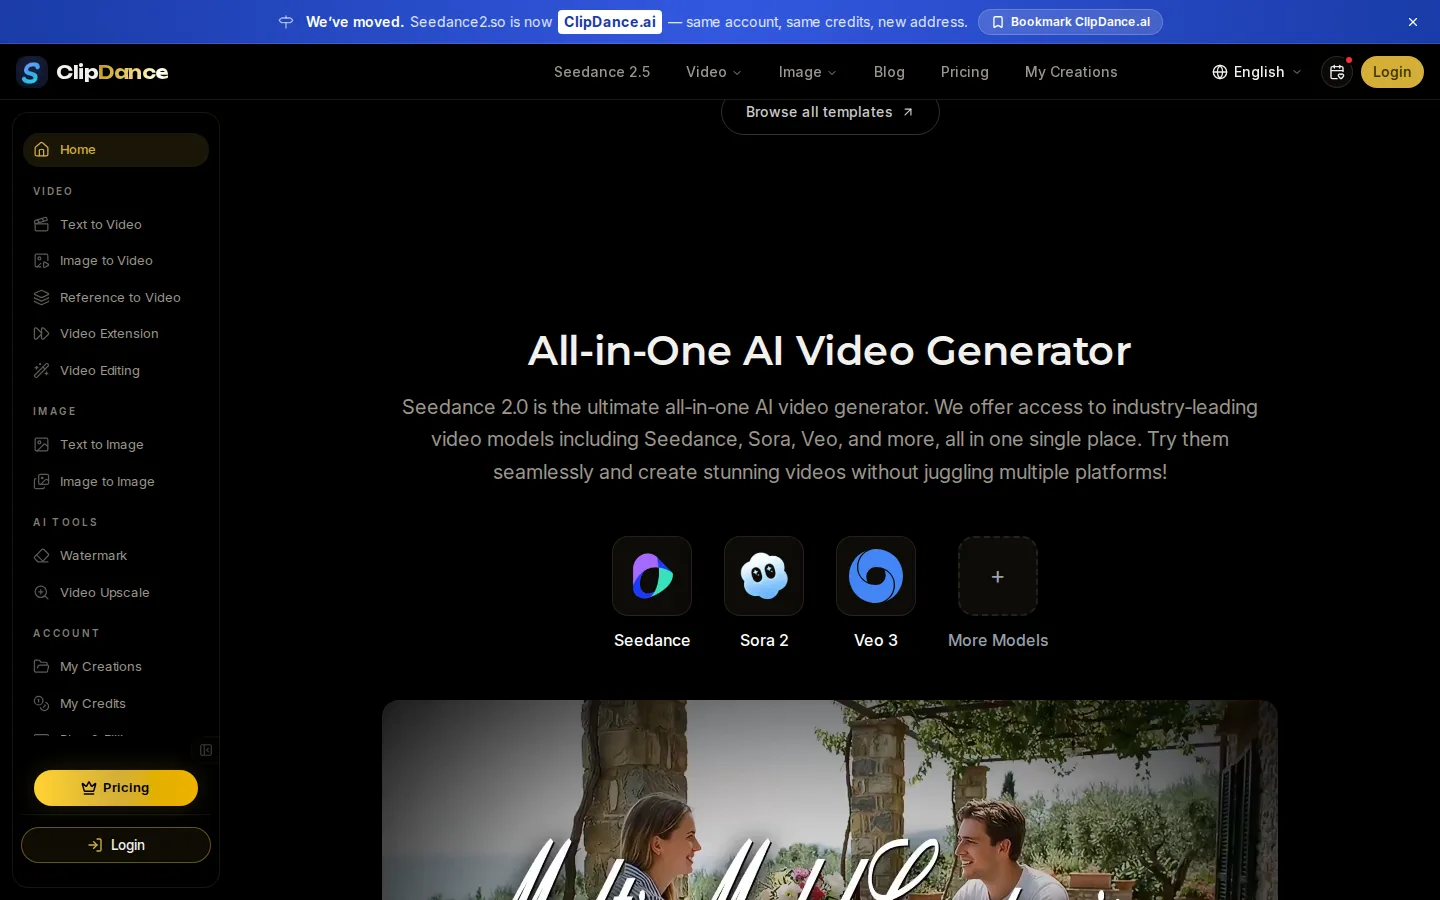 We've moved. Seedance2.so is now ClipDance.ai — same account, same credits, new address. Bookmark ClipDance.ai
ClipDance
Seedance 2.5 Video Image Blog Pricing My Creations English Login
Browse all templates
Home
VIDEO
Text to Video
Image to Video
Reference to Video
Video Extension
Video Editing
IMAGE
Text to Image
Image to Image
AI TOOLS
Watermark
Video Upscale
ACCOUNT
My Creations
My Credits
Pricing
Login
All-in-One AI Video Generator
Seedance 2.0 is the ultimate all-in-one AI video generator. We offer access to industry-leading
video models including Seedance, Sora, Veo, and more, all in one single place. Try them
seamlessly and create stunning videos without juggling multiple platforms!
Seedance Sora 2 Veo 3 More Models